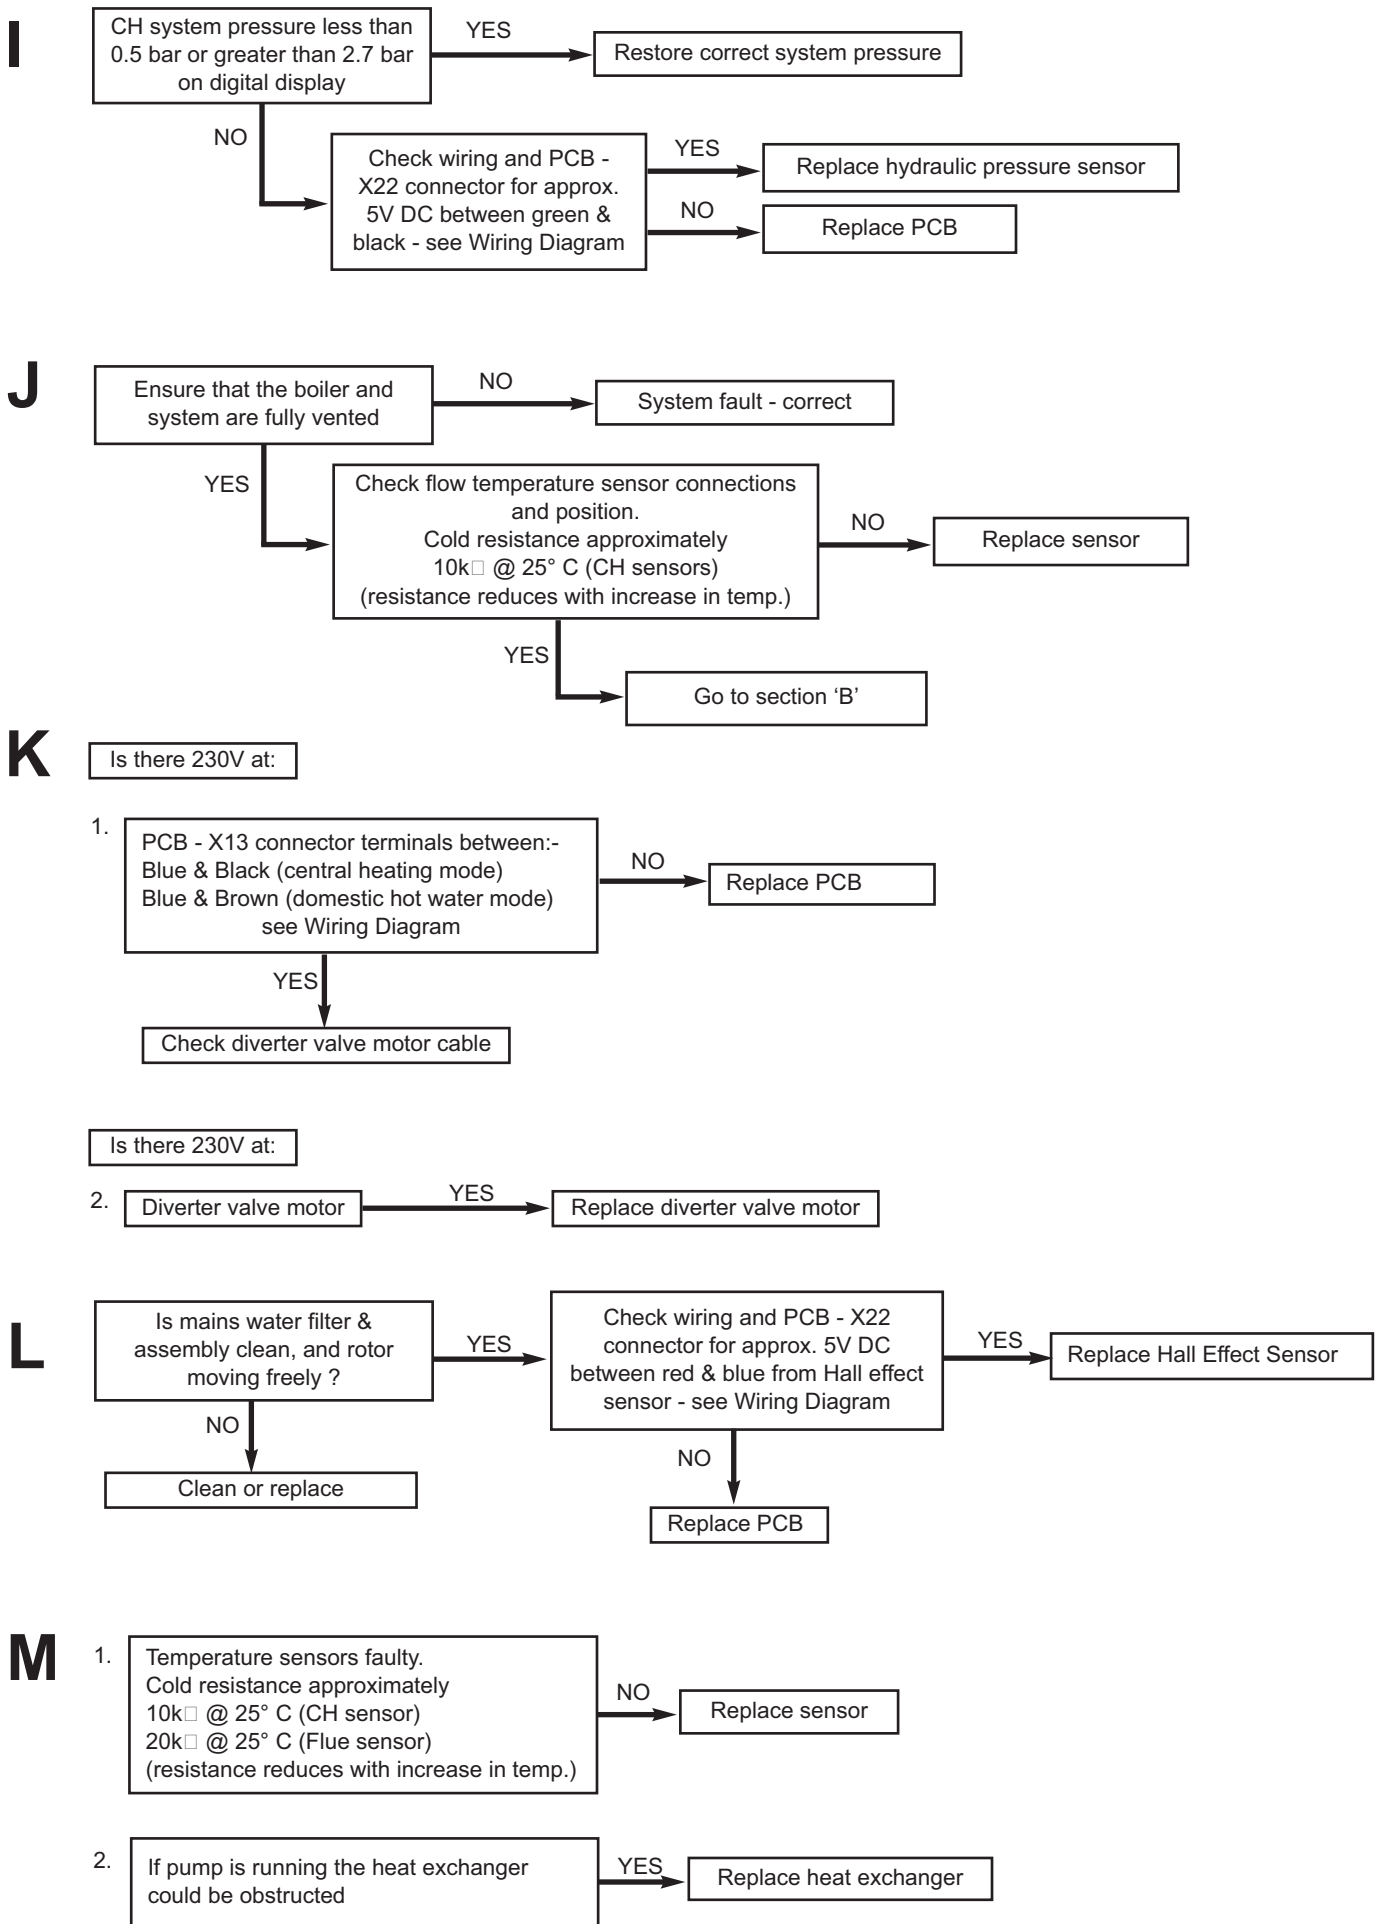 I
CH system pressure less than
0.5 bar or greater than 2.7 bar
on digital display
YES
Restore correct system pressure
NO
Check wiring and PCB -
X22 connector for approx.
5V DC between green &
black - see Wiring Diagram
YES
Replace hydraulic pressure sensor
NO
Replace PCB
J
Ensure that the boiler and
system are fully vented
NO
System fault - correct
YES
Check flow temperature sensor connections
and position.
Cold resistance approximately
10k□ @ 25° C (CH sensors)
(resistance reduces with increase in temp.)
NO
Replace sensor
YES
Go to section ‘B’
K
Is there 230V at:
1.
PCB - X13 connector terminals between:-
Blue & Black (central heating mode)
Blue & Brown (domestic hot water mode)
see Wiring Diagram
NO
Replace PCB
YES
Check diverter valve motor cable
Is there 230V at:
2.
Diverter valve motor
YES
Replace diverter valve motor
L
Is mains water filter &
assembly clean, and rotor
moving freely ?
YES
Check wiring and PCB - X22
connector for approx. 5V DC
between red & blue from Hall effect
sensor - see Wiring Diagram
YES
Replace Hall Effect Sensor
NO
Clean or replace
NO
Replace PCB
M
1.
Temperature sensors faulty.
Cold resistance approximately
10k□ @ 25° C (CH sensor)
20k□ @ 25° C (Flue sensor)
(resistance reduces with increase in temp.)
NO
Replace sensor
2.
If pump is running the heat exchanger
could be obstructed
YES
Replace heat exchanger